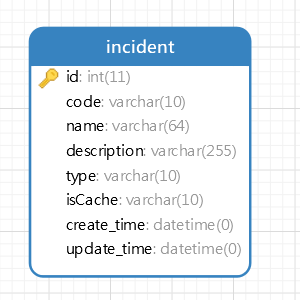 incident
id: int(11)
code: varchar(10)
name: varchar(64)
description: varchar(255)
type: varchar(10)
isCache: varchar(10)
create_time: datetime(0)
update_time: datetime(0)